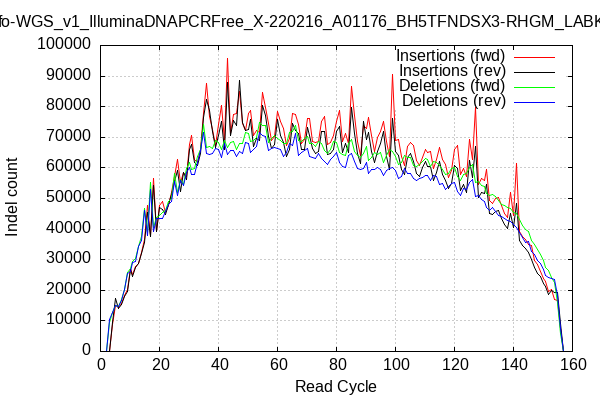 fo-WGS_v1_IlluminaDNAPCRFree_X-220216_A01176_BH5TFNDSX3-RHGM_LABK
Insertions (fwd)
Insertions (rev)
Deletions (fwd)
Deletions (rev)
100000
90000
80000
70000
60000
50000
40000
30000
20000
10000
0
Indel count
0 20 40 60 80 100 120 140 160
Read Cycle